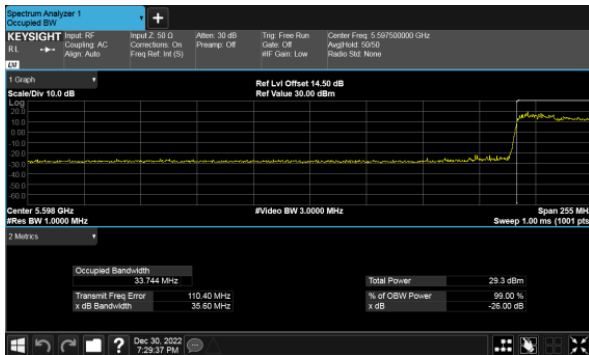 Spectrum Analyzer 1
Occupied BW
+
KEYSIGHT Input: RF Input Z: 50 Ω Atten: 30 dB Trig: Free Run Center Freq: 5.597500000 GHz
RL Coupling: AC Corrections: On Preamp: Off Gate: Off Avg|Hold: 50/50
Align: Auto Freq Ref: Int (S) #IF Gain: Low Radio Std: None
LXI
1 Graph
Ref Lvl Offset 14.50 dB
Scale/Div 10.0 dB Ref Value 30.00 dBm
Log
20.0
10.0
0.00
-10.0
-20.0
-30.0
-40.0
-50.0
-60.0
Center 5.598 GHz #Video BW 3.0000 MHz Span 255 MH
#Res BW 1.0000 MHz Sweep 1.00 ms (1001 pts
2 Metrics
Occupied Bandwidth
33.744 MHz Total Power 29.3 dBm
Transmit Freq Error 110.40 MHz % of OBW Power 99.00 %
x dB Bandwidth 35.60 MHz x dB -26.00 dB
? Dec 30, 2022
7:29:37 PM